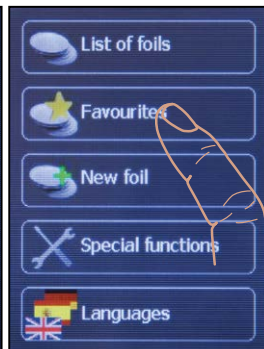 List of foils
Favourites
New foil
Special functions
Languages